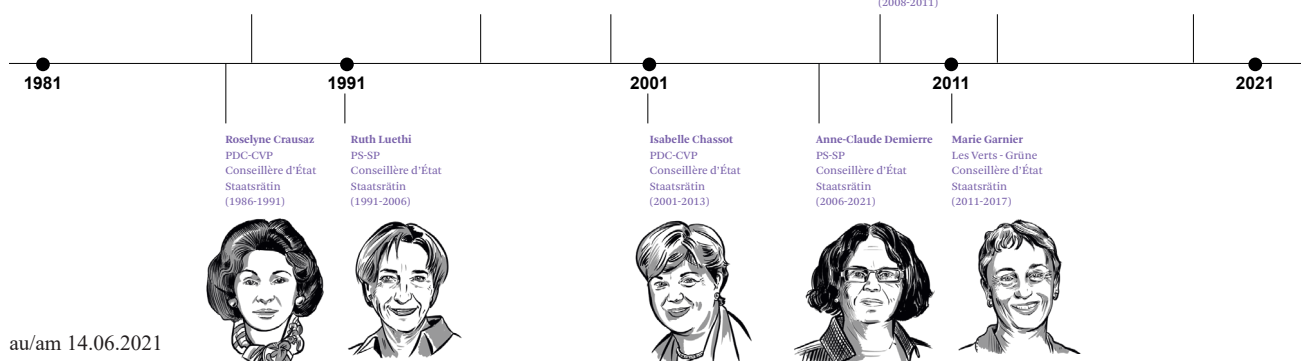 (2008-2011)
1981
1991
2001
2011
2021
Roselyne Crausaz
PDC-CVP
Conseillère d'État
Staatsrätin
(1986-1991)
Ruth Luethi
PS-SP
Conseillère d'État
Staatsrätin
(1991-2006)
Isabelle Chassot
PDC-CVP
Conseillère d'État
Staatsrätin
(2001-2013)
Anne-Claude Demierre
PS-SP
Conseillère d'État
Staatsrätin
(2006-2021)
Marie Garnier
Les Verts - Grüne
Conseillère d'État
Staatsrätin
(2011-2017)
au/am 14.06.2021